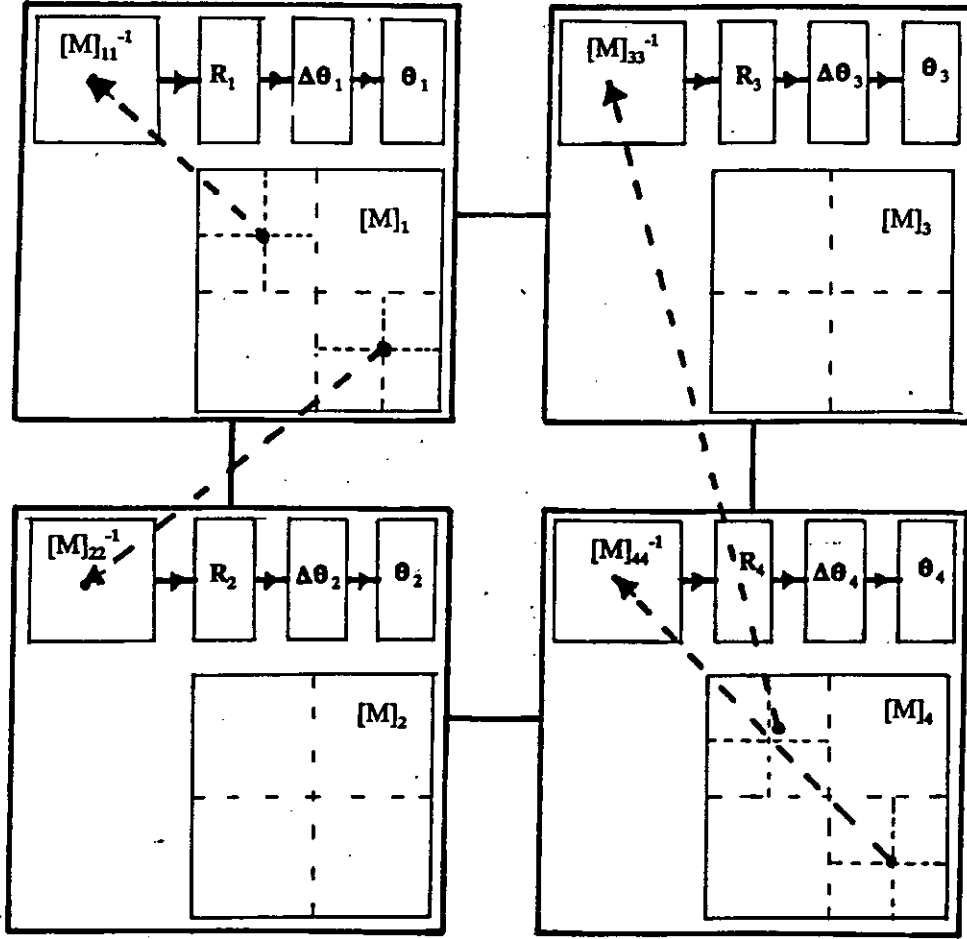 [M]₁₁⁻¹ R₁ Δθ₁ θ₁
[M]₁
[M]₃₃⁻¹ R₃ Δθ₃ θ₃
[M]₃
[M]₂₂⁻¹ R₂ Δθ₂ θ₂
[M]₂
[M]₄₄⁻¹ R₄ Δθ₄ θ₄
[M]₄